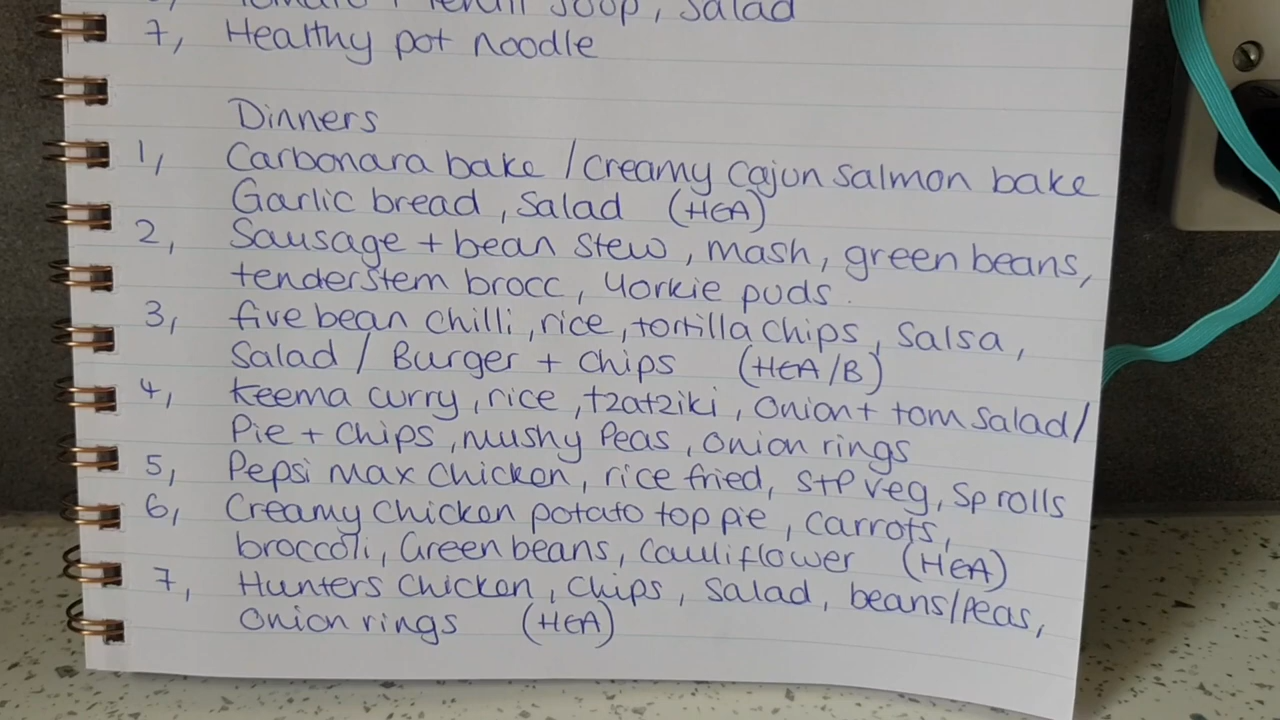 soup, salad
7, Healthy pot noodle
Dinners
1, Carbonara bake / creamy cajun salmon bake
Garlic bread, salad (HEA)
2, Sausage + bean stew, mash, green beans,
tenderstem brocc, Yorkie puds.
3, five bean chilli, rice, tortilla chips, salsa,
Salad / Burger + chips (HEA/B)
4, Keema curry, rice, tzatziki, onion + tom salad/
Pie + chips, mushy peas, onion rings
5, Pepsi max chicken, rice fried, S+P veg, Sp rolls
6, Creamy chicken potato top pie, carrots,
broccoli, Green beans, cauliflower (HEA)
7, Hunters chicken, chips, salad, beans/peas,
onion rings (HEA)